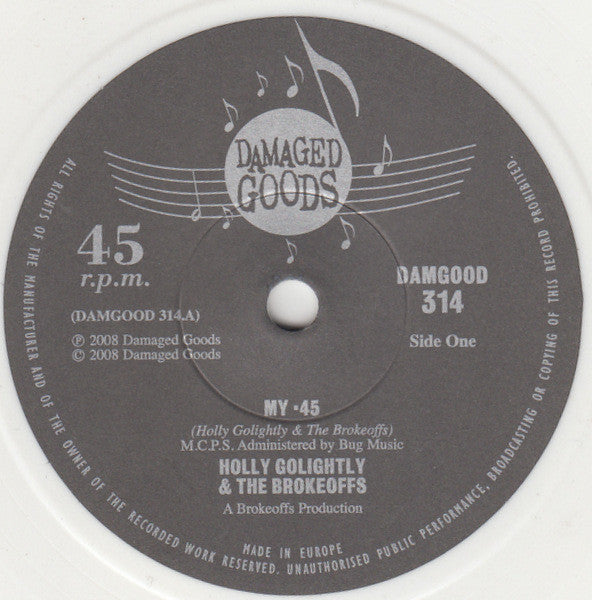 DAMAGED
GOODS
45
r.p.m.
DAMGOOD
314
(DAMGOOD 314.A)
℗ 2008 Damaged Goods
© 2008 Damaged Goods
Side One
MY ·45
(Holly Golightly & The Brokeoffs)
M.C.P.S. Administered by Bug Music
HOLLY GOLIGHTLY
& THE BROKEOFFS
A Brokeoffs Production
MADE IN EUROPE
ALL RIGHTS OF THE MANUFACTURER AND OF THE OWNER OF THE RECORDED WORK RESERVED. UNAUTHORISED PUBLIC PERFORMANCE, BROADCASTING OR COPYING OF THIS RECORD PROHIBITED.